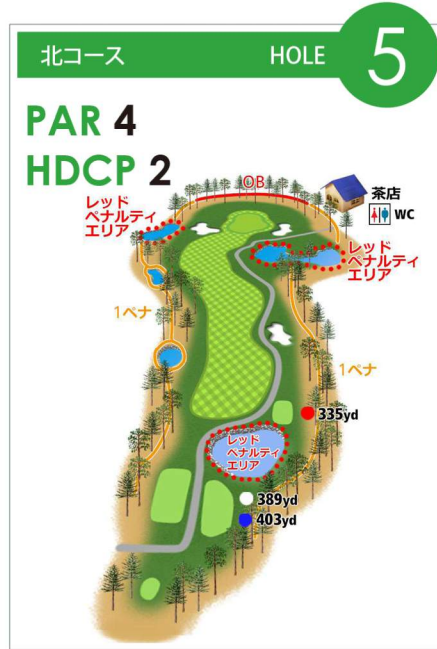 北コース HOLE 5
PAR 4
HDCP 2
OB
レッド
ペナルティ
エリア
茶店
WC
レッド
ペナルティ
エリア
1ペナ
1ペナ
335yd
レッド
ペナルティ
エリア
389yd
403yd